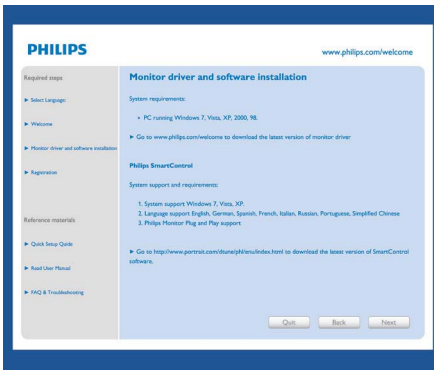 PHILIPS
www.philips.com/welcome
Required steps
Select Language:
Welcome
Monitor driver and software installation
Registration
Reference materials
Quick Setup Guide
Read User Manual
FAQ & Troubleshooting
Monitor driver and software installation
System requirements:
• PC running Windows 7, Vista, XP, 2000, 98.
Go to www.philips.com/welcome to download the latest version of monitor driver
Philips SmartControl
System support and requirements:
1. System support Windows 7, Vista, XP.
2. Language support English, German, Spanish, French, Italian, Russian, Portuguese, Simplified Chinese
3. Philips Monitor Plug and Play support
Go to http://www.portrait.com/dtune/phl/enu/index.html to download the latest version of SmartControl
software.
Quit
Back
Next